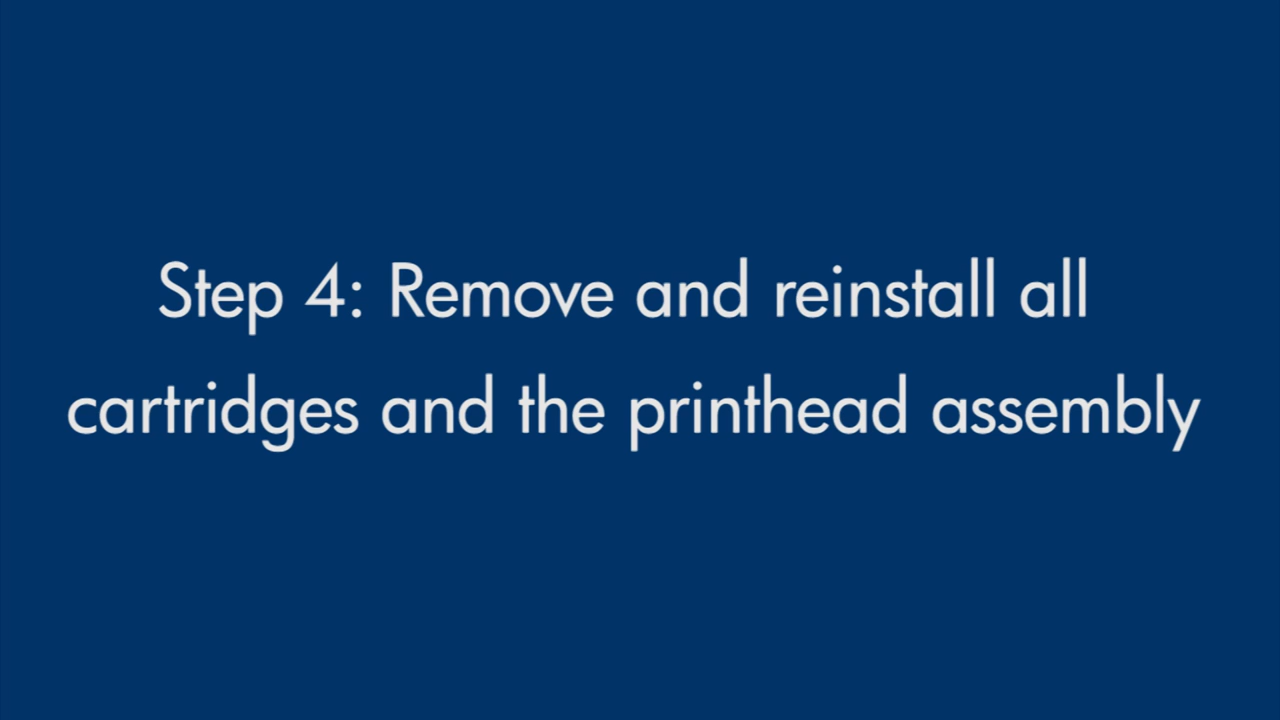 Step 4: Remove and reinstall all
cartridges and the printhead assembly